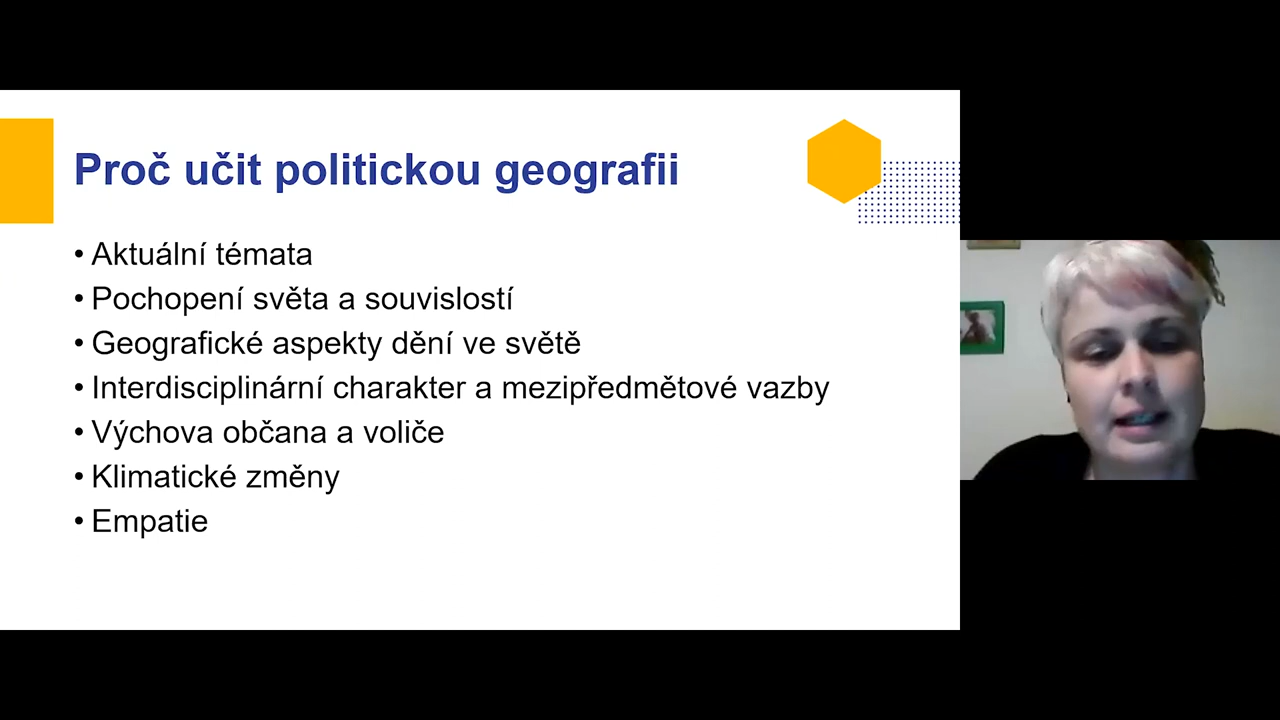 Proč učit politickou geografii
• Aktuální témata
• Pochopení světa a souvislostí
• Geografické aspekty dění ve světě
• Interdisciplinární charakter a mezipředmětové vazby
• Výchova občana a voliče
• Klimatické změny
• Empatie